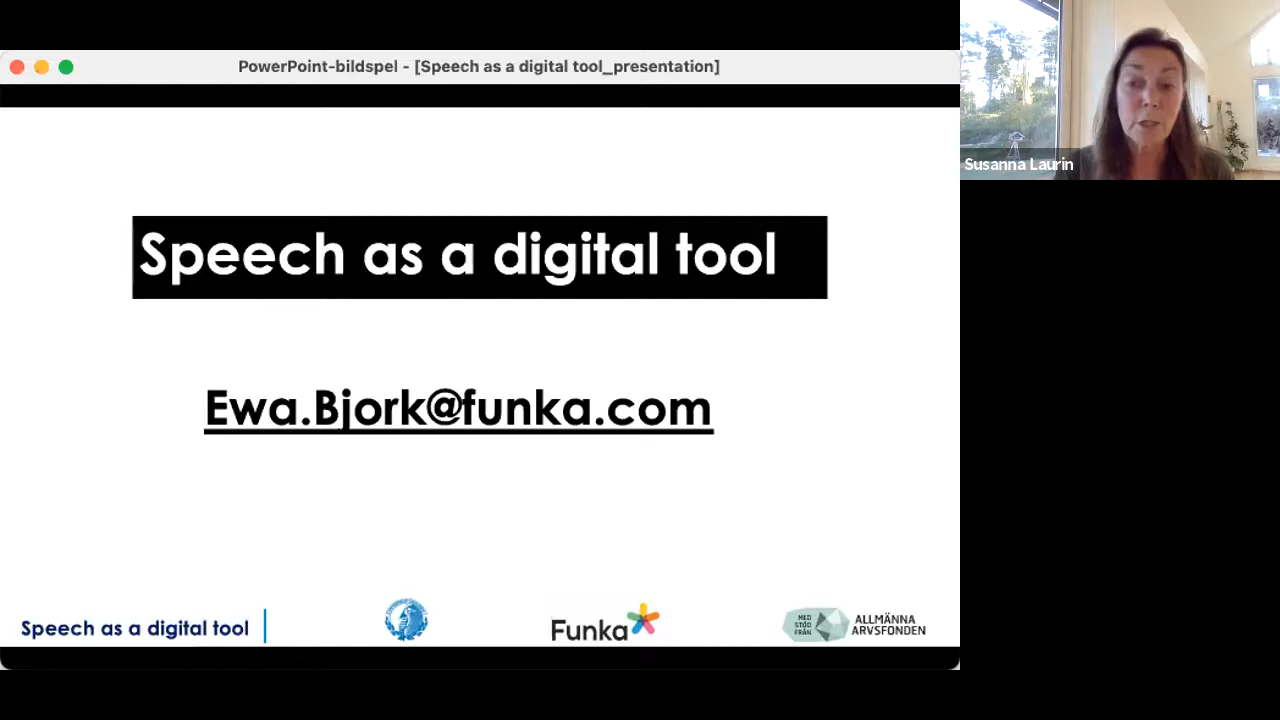 PowerPoint-bildspel - [Speech as a digital tool_presentation]
Susanna Laurin
Speech as a digital tool
Ewa.Bjork@funka.com
Speech as a digital tool
Funka
MED
STÖD
FRÅN
ALLMÄNNA
ARVSFONDEN